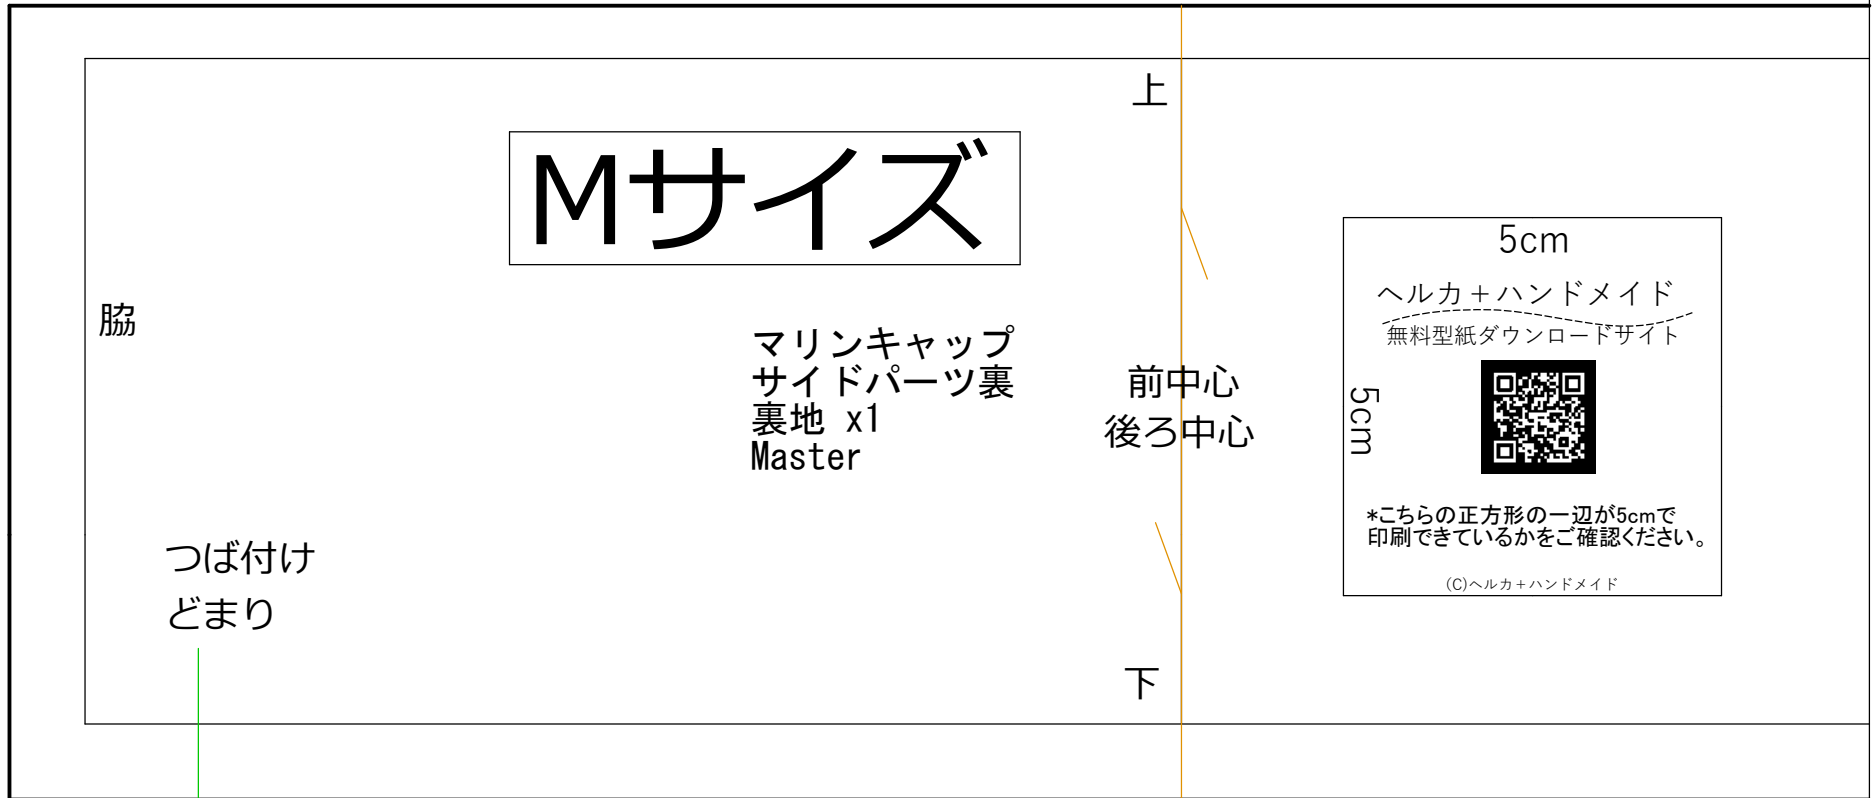 上
Mサイズ
5cm
ヘルカ+ハンドメイド
無料型紙ダウンロードサイト
脇
マリンキャップ
サイドパーツ裏
裏地 x1
Master
前中心
後ろ中心
5cm
*こちらの正方形の一辺が5cmで
印刷できているかをご確認ください。
(C)ヘルカ+ハンドメイド
つば付け
どまり
下